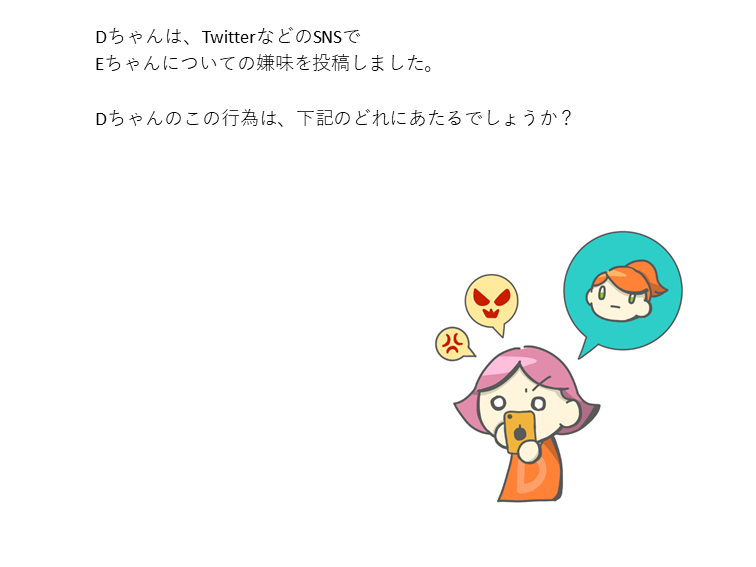 Dちゃんは、TwitterなどのSNSで
Eちゃんについての嫌味を投稿しました。
Dちゃんのこの行為は、下記のどれにあたるでしょうか？
D